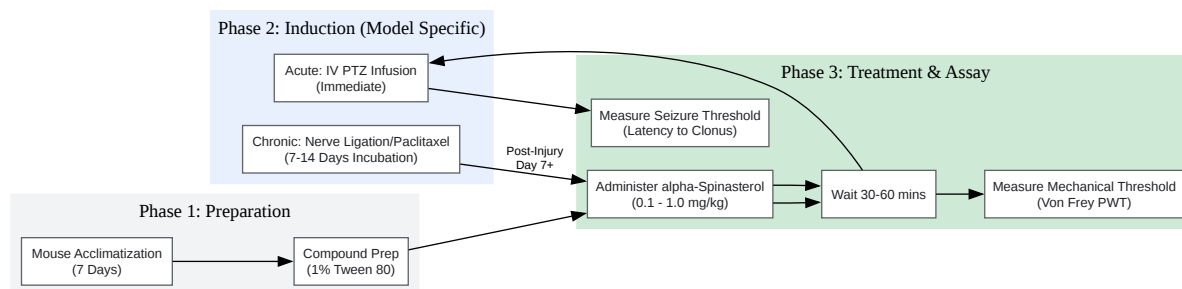 Phase 2: Induction (Model Specific)
Acute: IV PTZ Infusion
(Immediate)
Chronic: Nerve Ligation/Paclitaxel
(7-14 Days Incubation)
Post-Injury
Day 7+
Phase 3: Treatment & Assay
Measure Seizure Threshold
(Latency to Clonus)
Administer alpha-Spinasterol
(0.1 - 1.0 mg/kg)
Wait 30-60 mins
Measure Mechanical Threshold
(Von Frey PWT)
Phase 1: Preparation
Mouse Acclimatization
(7 Days)
Compound Prep
(1% Tween 80)